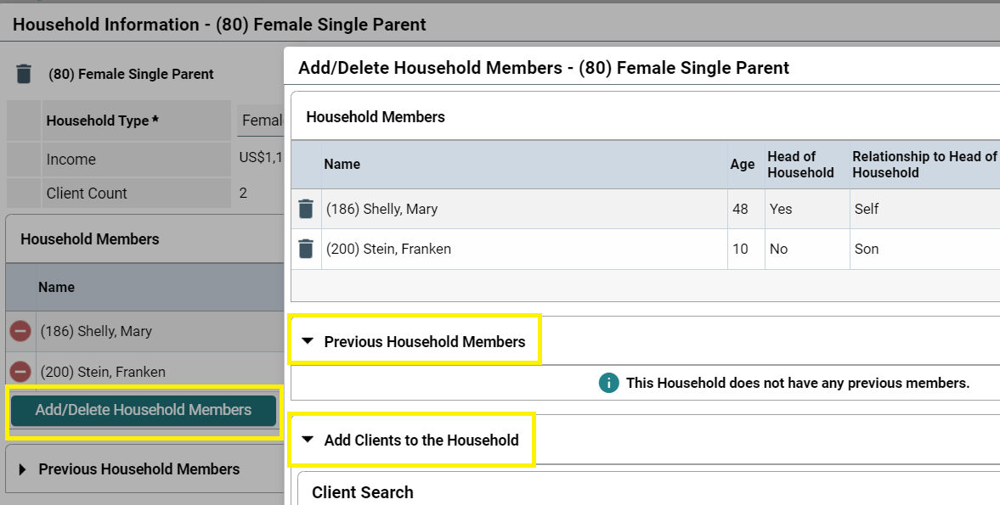 Household Information - (80) Female Single Parent
(80) Female Single Parent
Household Type *
Femal
Income
US$1,1
Client Count
2
Household Members
Name
(186) Shelly, Mary
(200) Stein, Franken
Add/Delete Household Members
Previous Household Members
Add/Delete Household Members - (80) Female Single Parent
Household Members
Name
Age
Head of
Household
Relationship to Head of
Household
(186) Shelly, Mary
48
Yes
Self
(200) Stein, Franken
10
No
Son
Previous Household Members
This Household does not have any previous members.
Add Clients to the Household
Client Search